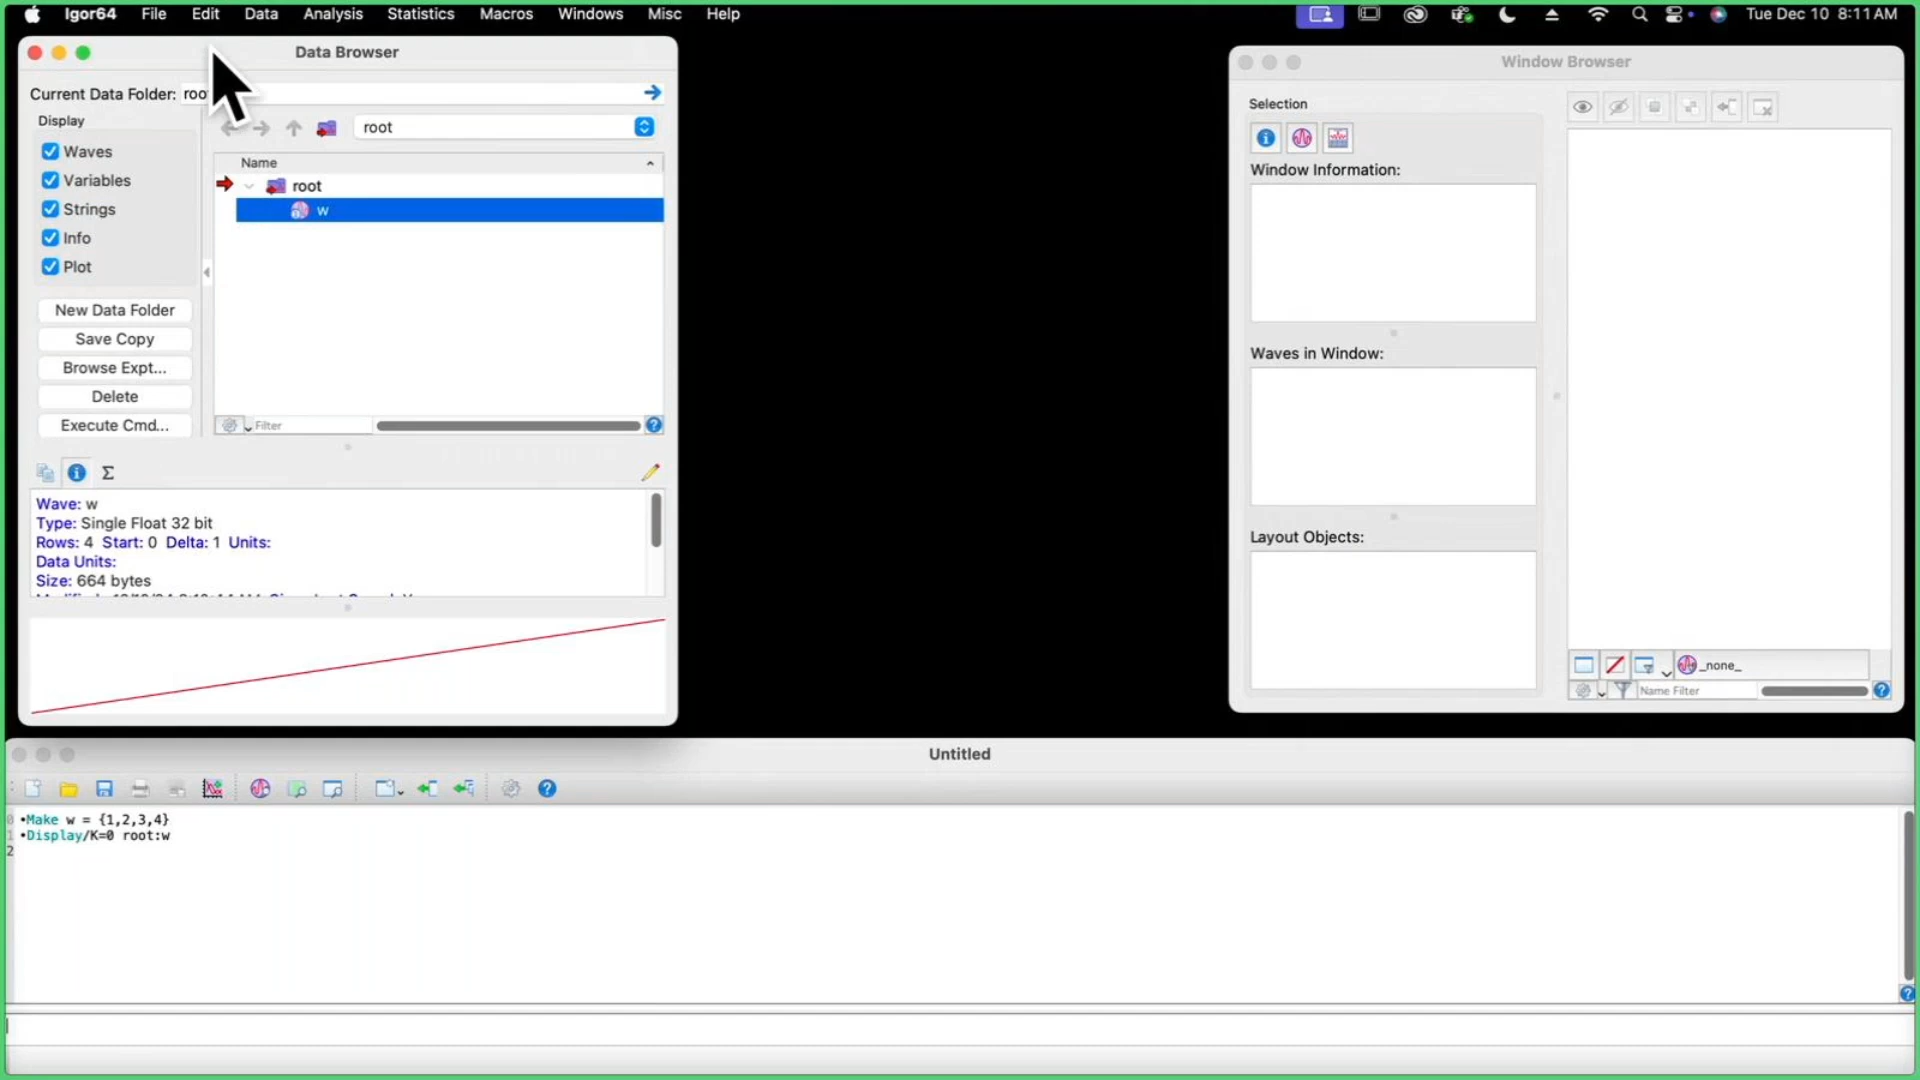 Igor64 File Edit Data Analysis Statistics Macros Windows Misc Help Tue Dec 10 8:11 AM
Data Browser
Current Data Folder:
Display
Waves
Variables
Strings
Info
Plot
New Data Folder
Save Copy
Browse Expt...
Delete
Execute Cmd...
root
Name
root
w
Filter
Wave: w
Type: Single Float 32 bit
Rows: 4 Start: 0 Delta: 1 Units:
Data Units:
Size: 664 bytes
Window Browser
Selection
Window Information:
Waves in Window:
Layout Objects:
_none_
Name Filter
Untitled
0 •Make w = {1,2,3,4}
1 •Display/K=0 root:w
2